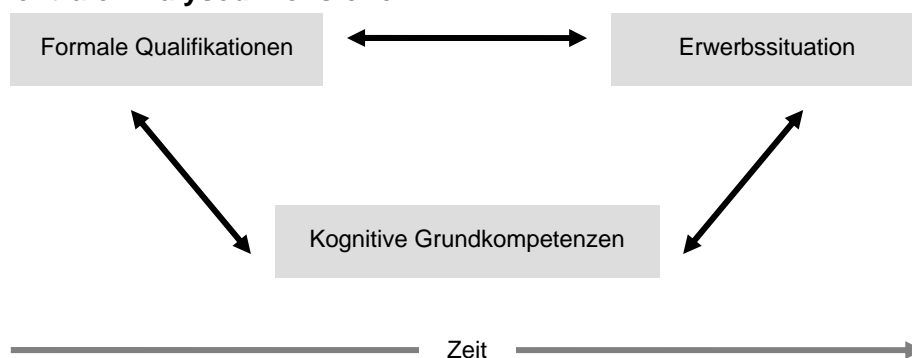 Formale Qualifikationen
Erwerbssituation
Kognitive Grundkompetenzen
Zeit